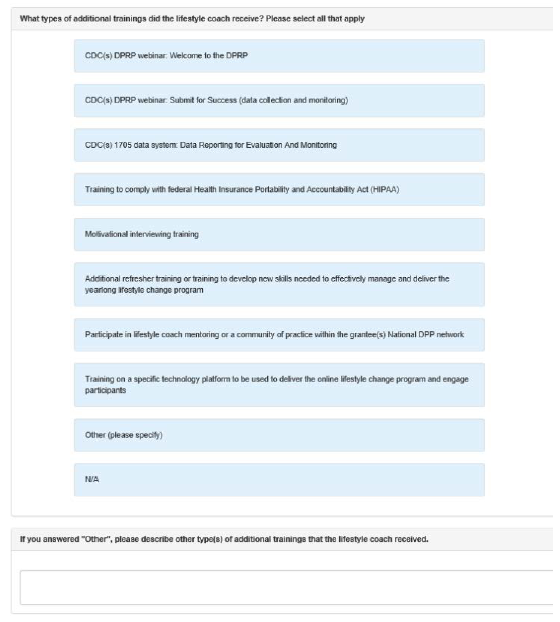 What types of additional trainings did the lifestyle coach receive? Please select all that apply
CDC(s) DPRP webinar: Welcome to the DPRP
CDC(s) DPRP webinar: Submit for Success (data collection and monitoring)
CDC(s) 1705 data system: Data Reporting for Evaluation And Monitoring
Training to comply with federal Health Insurance Portability and Accountability Act (HIPAA)
Motivational interviewing training
Additional refresher training or training to develop new skills needed to effectively manage and deliver the
yearlong lifestyle change program
Participate in lifestyle coach mentoring or a community of practice within the grantee(s) National DPP network
Training on a specific technology platform to be used to deliver the online lifestyle change program and engage
participants
Other (please specify)
N/A
If you answered "Other", please describe other type(s) of additional trainings that the lifestyle coach received.